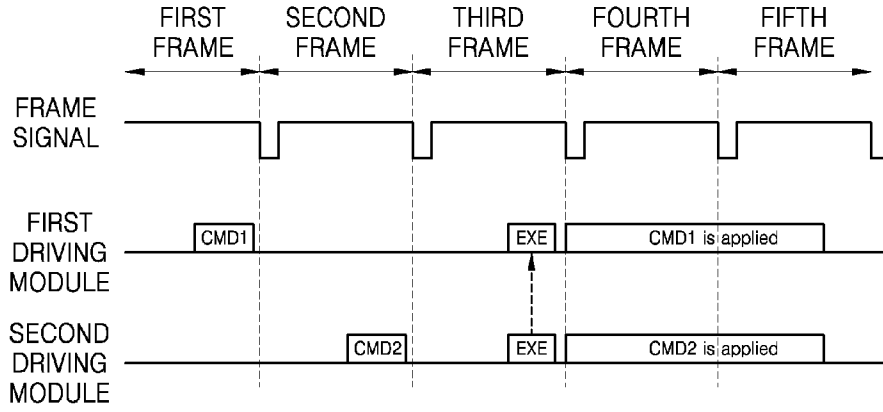 FIRST
FRAME
SECOND
FRAME
THIRD
FRAME
FOURTH
FRAME
FIFTH
FRAME
FRAME
SIGNAL
FIRST
DRIVING
MODULE
CMD1
EXE
CMD1 is applied
SECOND
DRIVING
MODULE
CMD2
EXE
CMD2 is applied